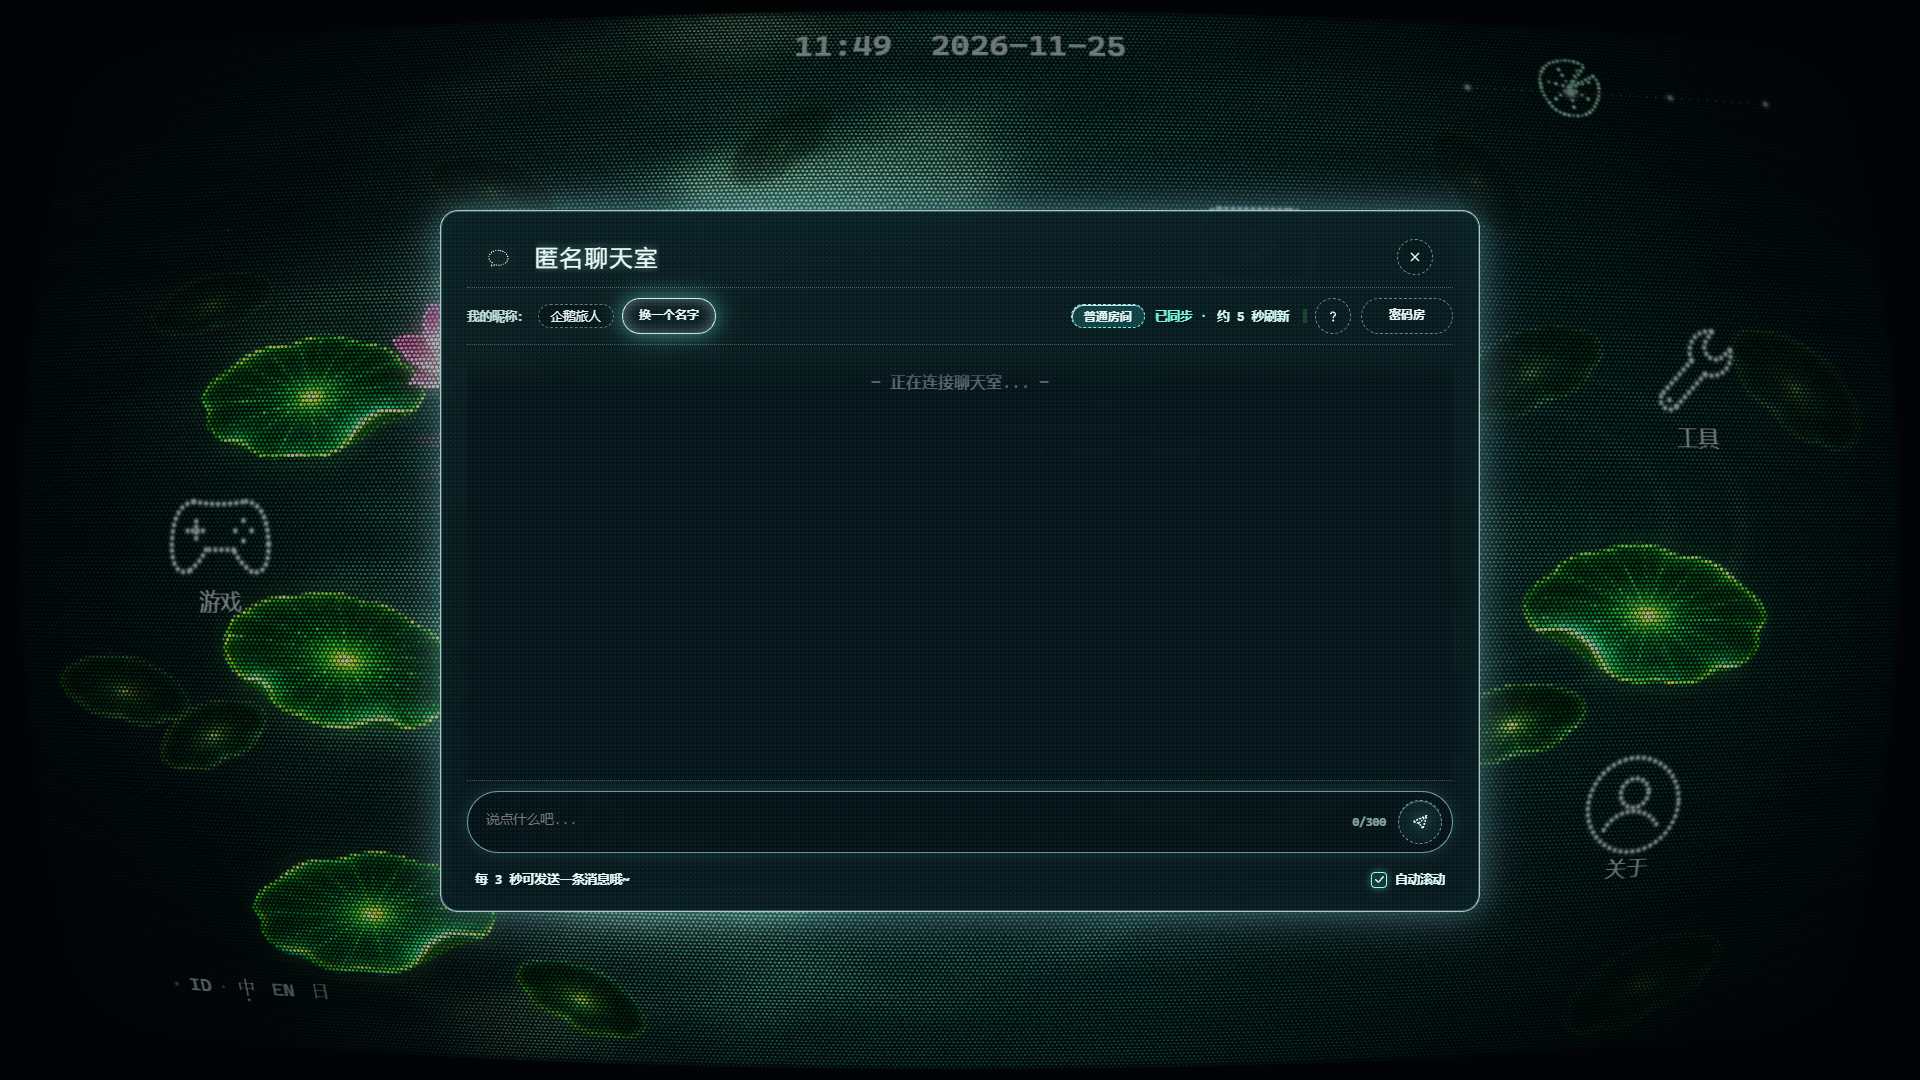 11:49 2026-11-25
匿名聊天室
×
我的昵称： 企鹅旅人 换一个名字 普通房间 已同步 · 约 5 秒刷新 ? 密码房
— 正在连接聊天室... —
工具
游戏
说点什么吧... 0/300
关于
每 3 秒可发送一条消息哦~ 自动滚动
· ID · 中 EN 日